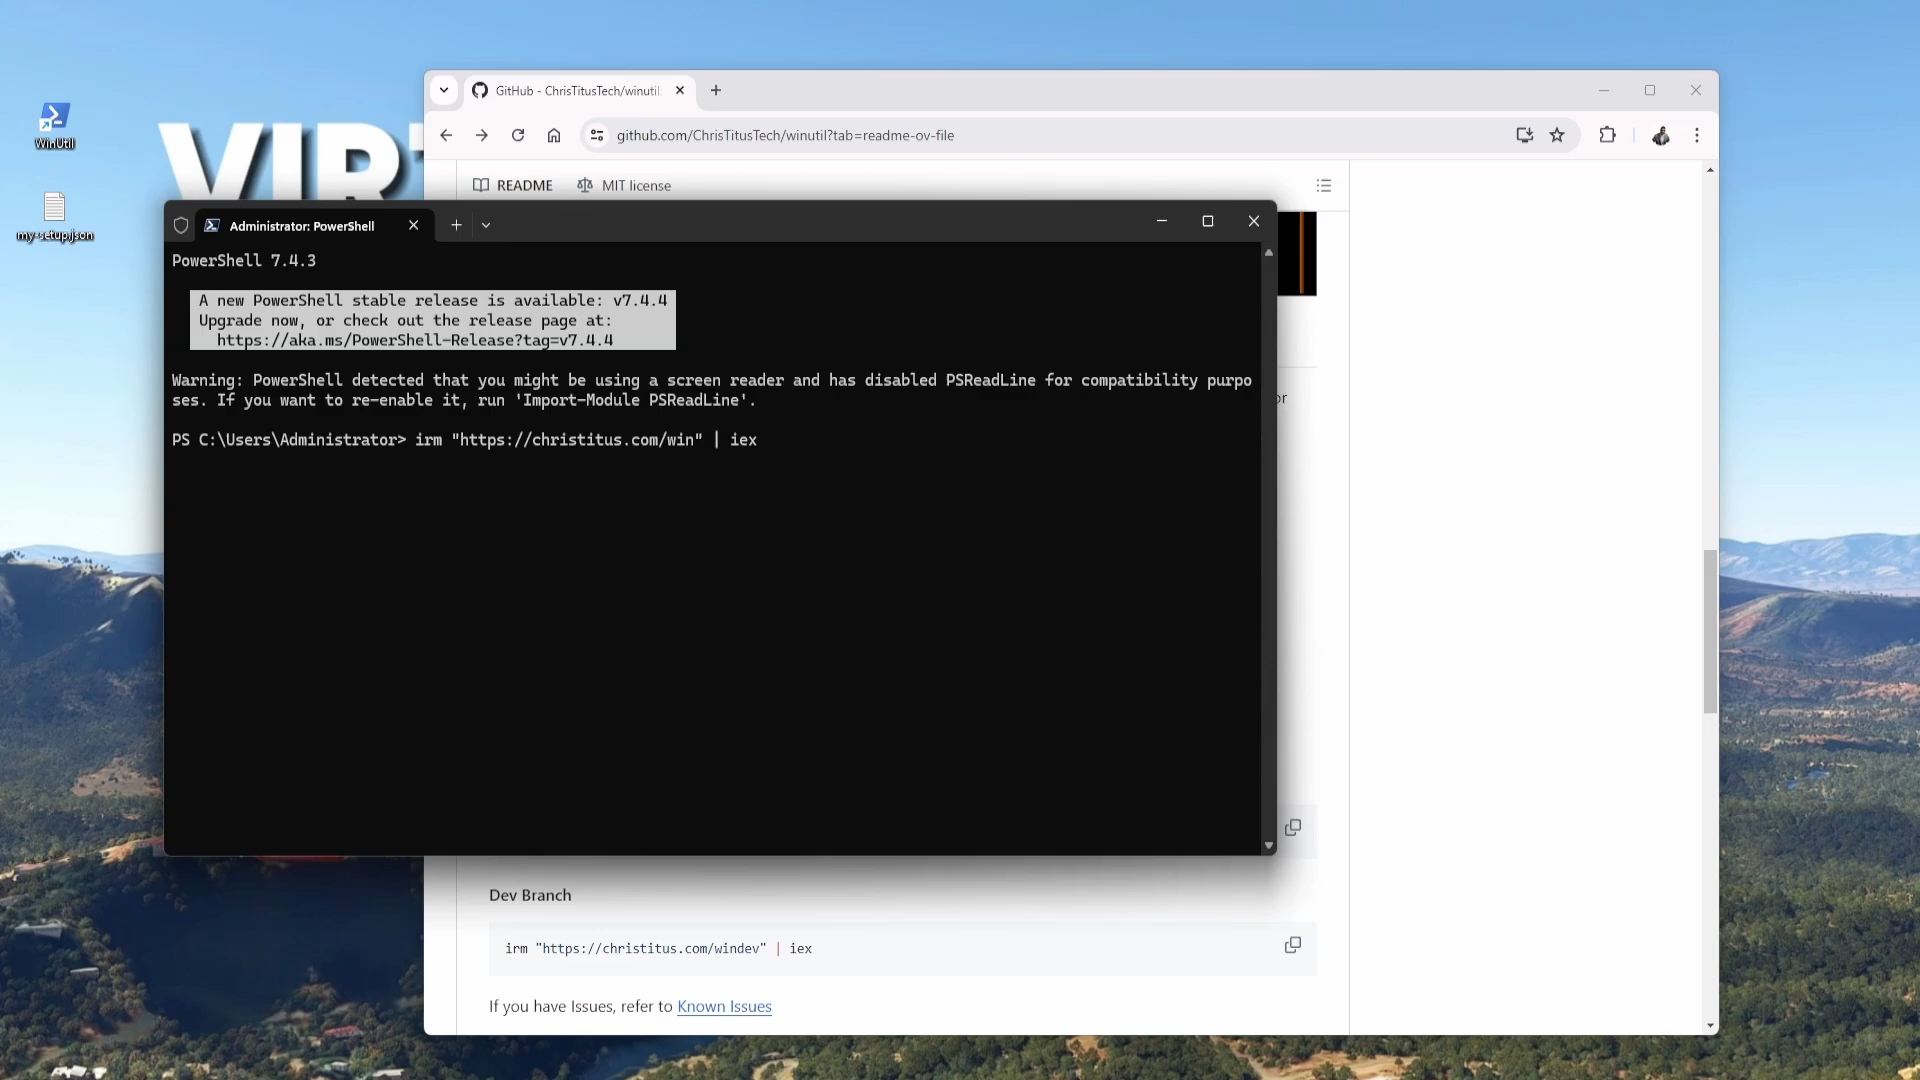 WinUtil
my-setup.json
GitHub - ChrisTitusTech/winutil
github.com/ChrisTitusTech/winutil?tab=readme-ov-file
README
MIT license
Administrator: PowerShell
PowerShell 7.4.3
A new PowerShell stable release is available: v7.4.4
Upgrade now, or check out the release page at:
https://aka.ms/PowerShell-Release?tag=v7.4.4
Warning: PowerShell detected that you might be using a screen reader and has disabled PSReadLine for compatibility purpo
ses. If you want to re-enable it, run 'Import-Module PSReadLine'.
PS C:\Users\Administrator> irm "https://christitus.com/win" | iex
Dev Branch
irm "https://christitus.com/windev" | iex
If you have Issues, refer to Known Issues